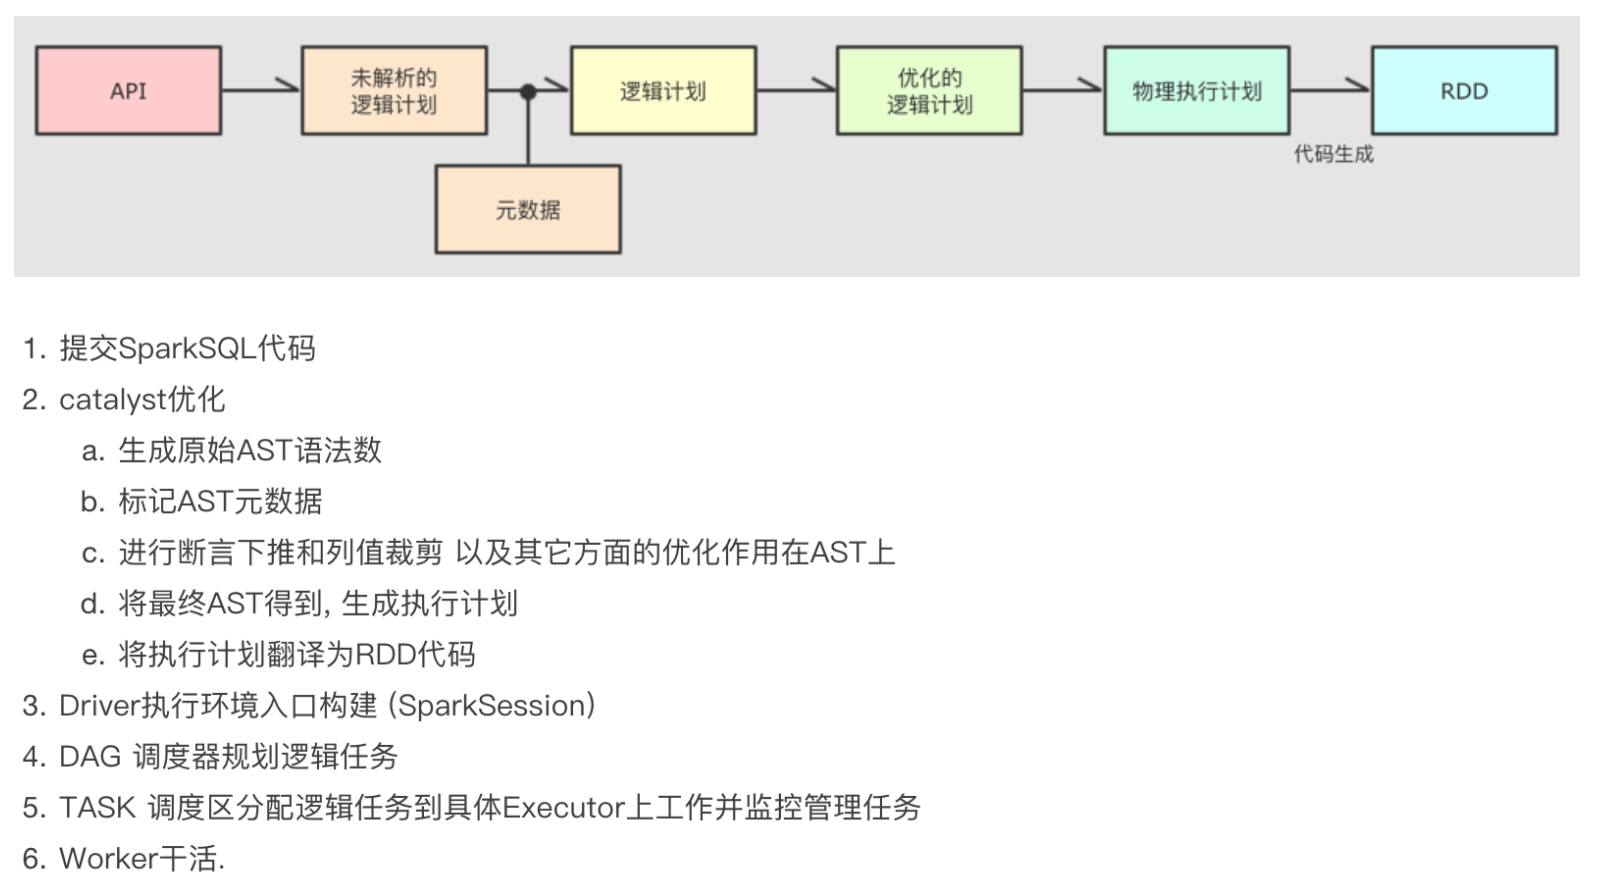 API
未解析的
逻辑计划
逻辑计划
优化的
逻辑计划
物理执行计划
RDD
代码生成
元数据
1. 提交SparkSQL代码
2. catalyst优化
a. 生成原始AST语法数
b. 标记AST元数据
c. 进行断言下推和列值裁剪 以及其它方面的优化作用在AST上
d. 将最终AST得到, 生成执行计划
e. 将执行计划翻译为RDD代码
3. Driver执行环境入口构建 (SparkSession)
4. DAG 调度器规划逻辑任务
5. TASK 调度区分配逻辑任务到具体Executor上工作并监控管理任务
6. Worker干活.